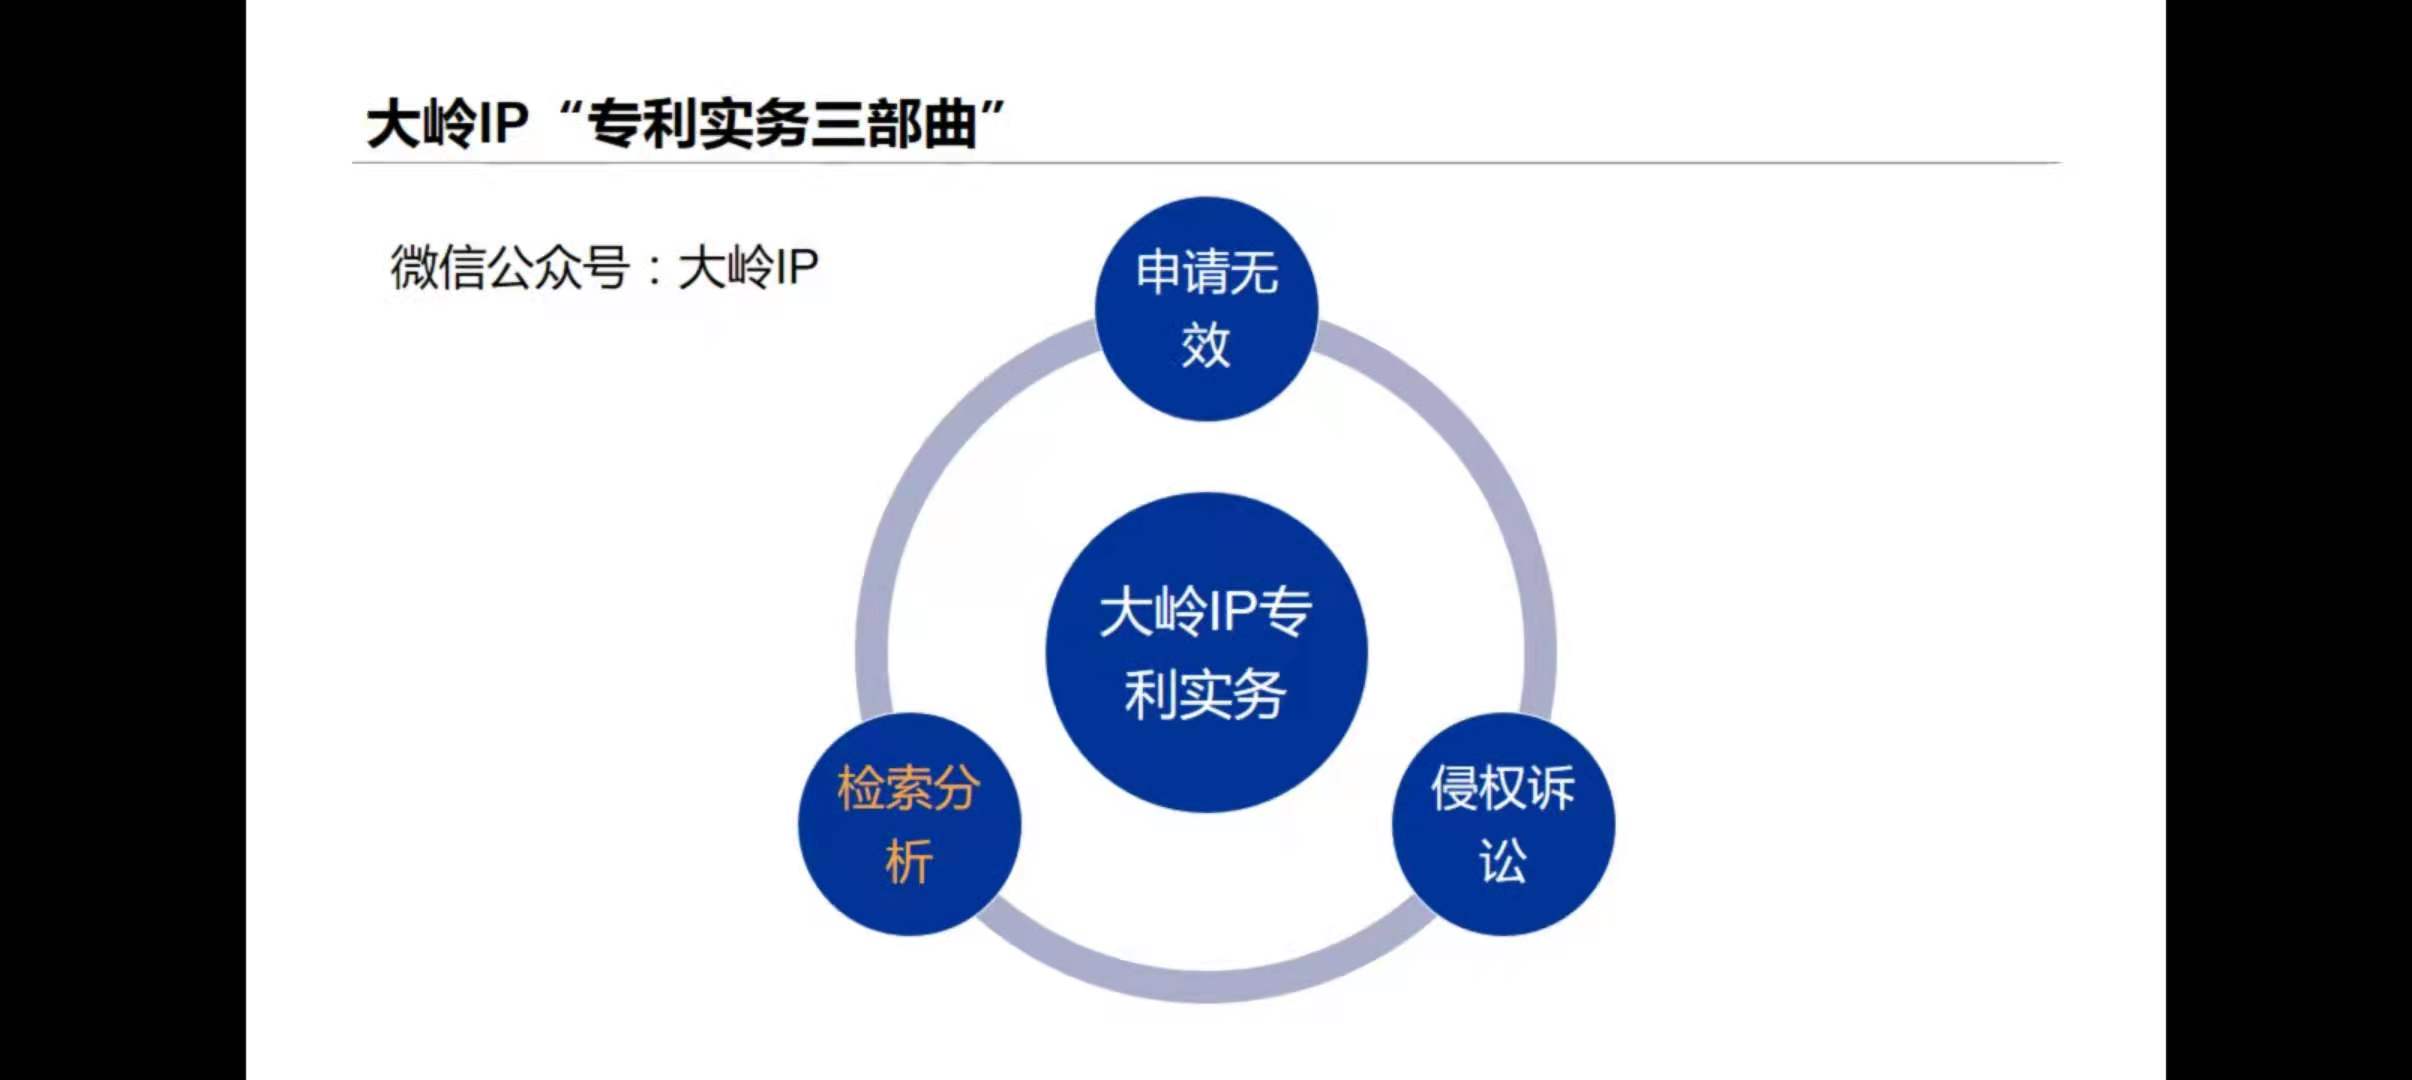 大岭IP“专利实务三部曲”
微信公众号：大岭IP
申请无
效
大岭IP专
利实务
检索分
析
侵权诉
讼